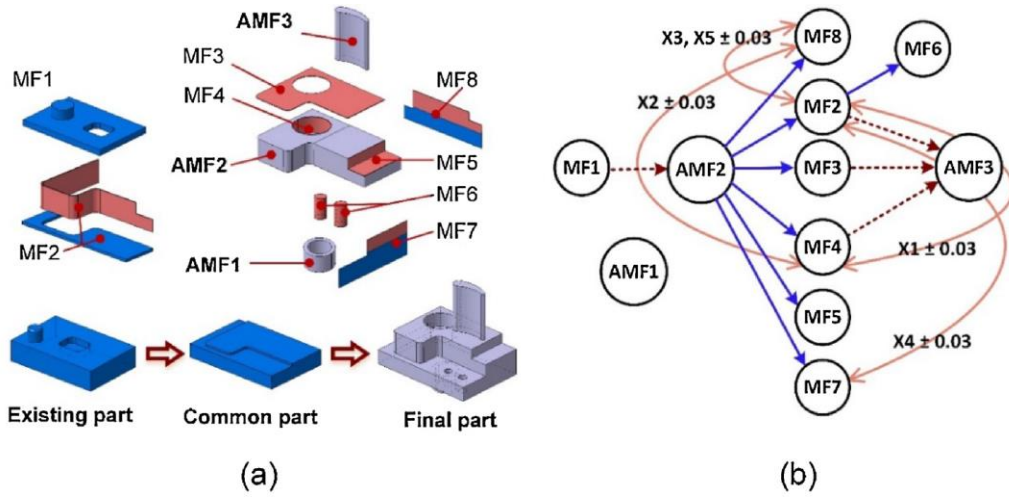 AMF3
MF1
MF3
MF4
MF8
AMF2
MF5
MF6
MF2
MF7
AMF1
Existing part
Common part
Final part
(a)
X3, X5 ± 0.03
MF8
MF6
X2 ± 0.03
MF2
MF1
AMF2
MF3
AMF3
MF4
X1 ± 0.03
AMF1
MF5
X4 ± 0.03
MF7
(b)